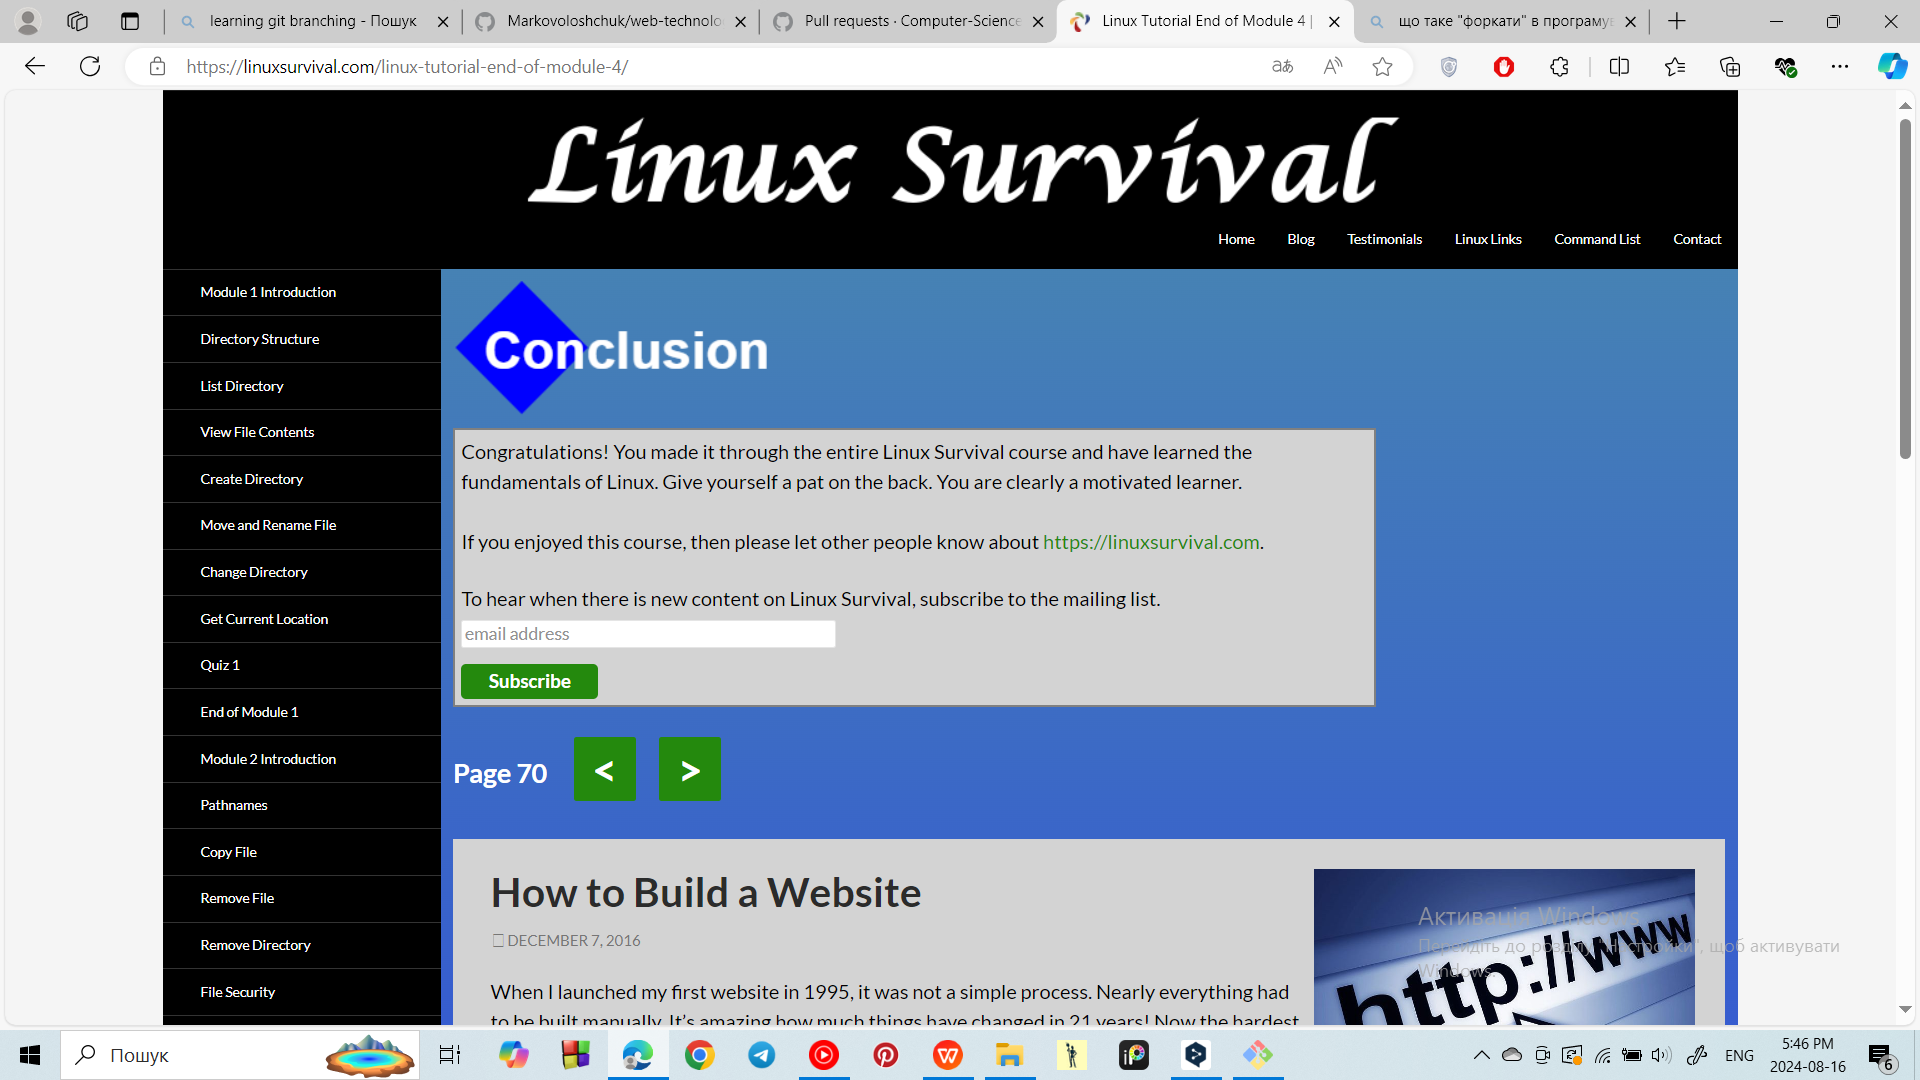 learning git branching - Пошук
Markovoloshchuk/web-technolo
Pull requests · Computer-Science
Linux Tutorial End of Module 4 |
що таке "форкати" в програму
https://linuxsurvival.com/linux-tutorial-end-of-module-4/
Linux Survival
Home
Blog
Testimonials
Linux Links
Command List
Contact
Module 1 Introduction
Directory Structure
List Directory
View File Contents
Create Directory
Move and Rename File
Change Directory
Get Current Location
Quiz 1
End of Module 1
Module 2 Introduction
Pathnames
Copy File
Remove File
Remove Directory
File Security
Conclusion
Congratulations! You made it through the entire Linux Survival course and have learned the
fundamentals of Linux. Give yourself a pat on the back. You are clearly a motivated learner.
If you enjoyed this course, then please let other people know about https://linuxsurvival.com.
To hear when there is new content on Linux Survival, subscribe to the mailing list.
email address
Subscribe
Page 70
<
>
How to Build a Website
DECEMBER 7, 2016
When I launched my first website in 1995, it was not a simple process. Nearly everything had
to be built manually. It's amazing how much things have changed in 21 years! Now the hardest
http://www
Активація Windows
Перейдіть до розділу "Настройки", щоб активувати
Windows.
Пошук
ENG
5:46 PM
2024-08-16
6